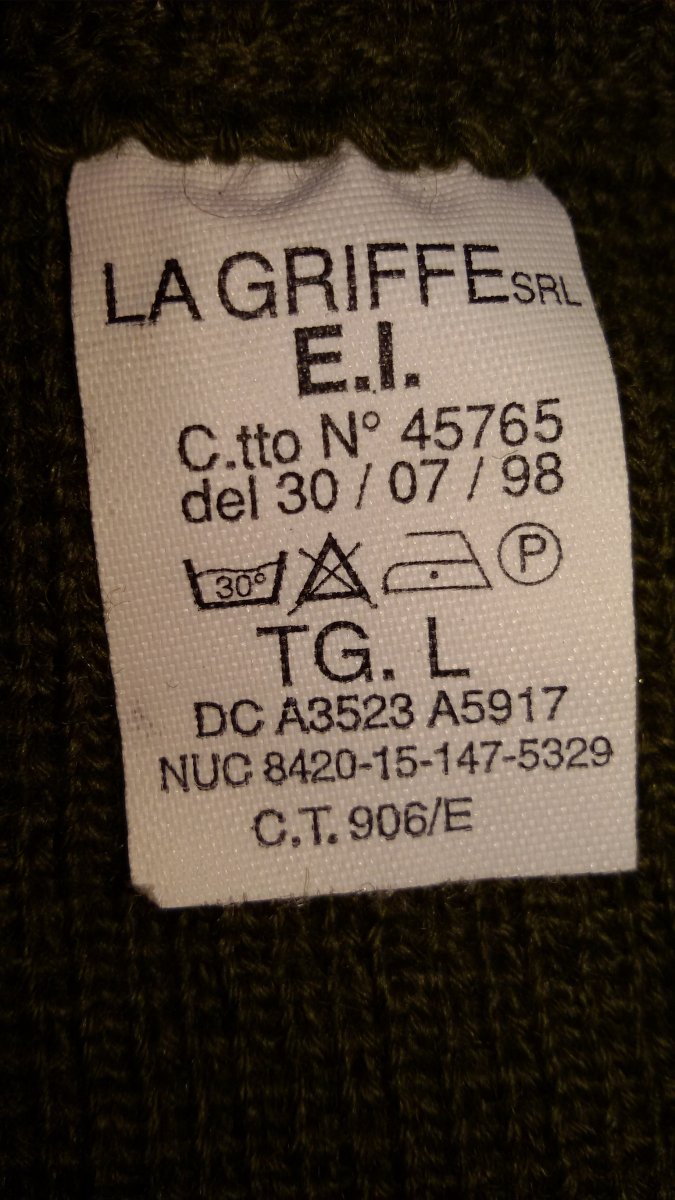 LA GRIFFE SRL
E.I.
C.tto N° 45765
del 30 / 07 / 98
30° P
TG. L
DC A3523 A5917
NUC 8420-15-147-5329
C.T. 906/E